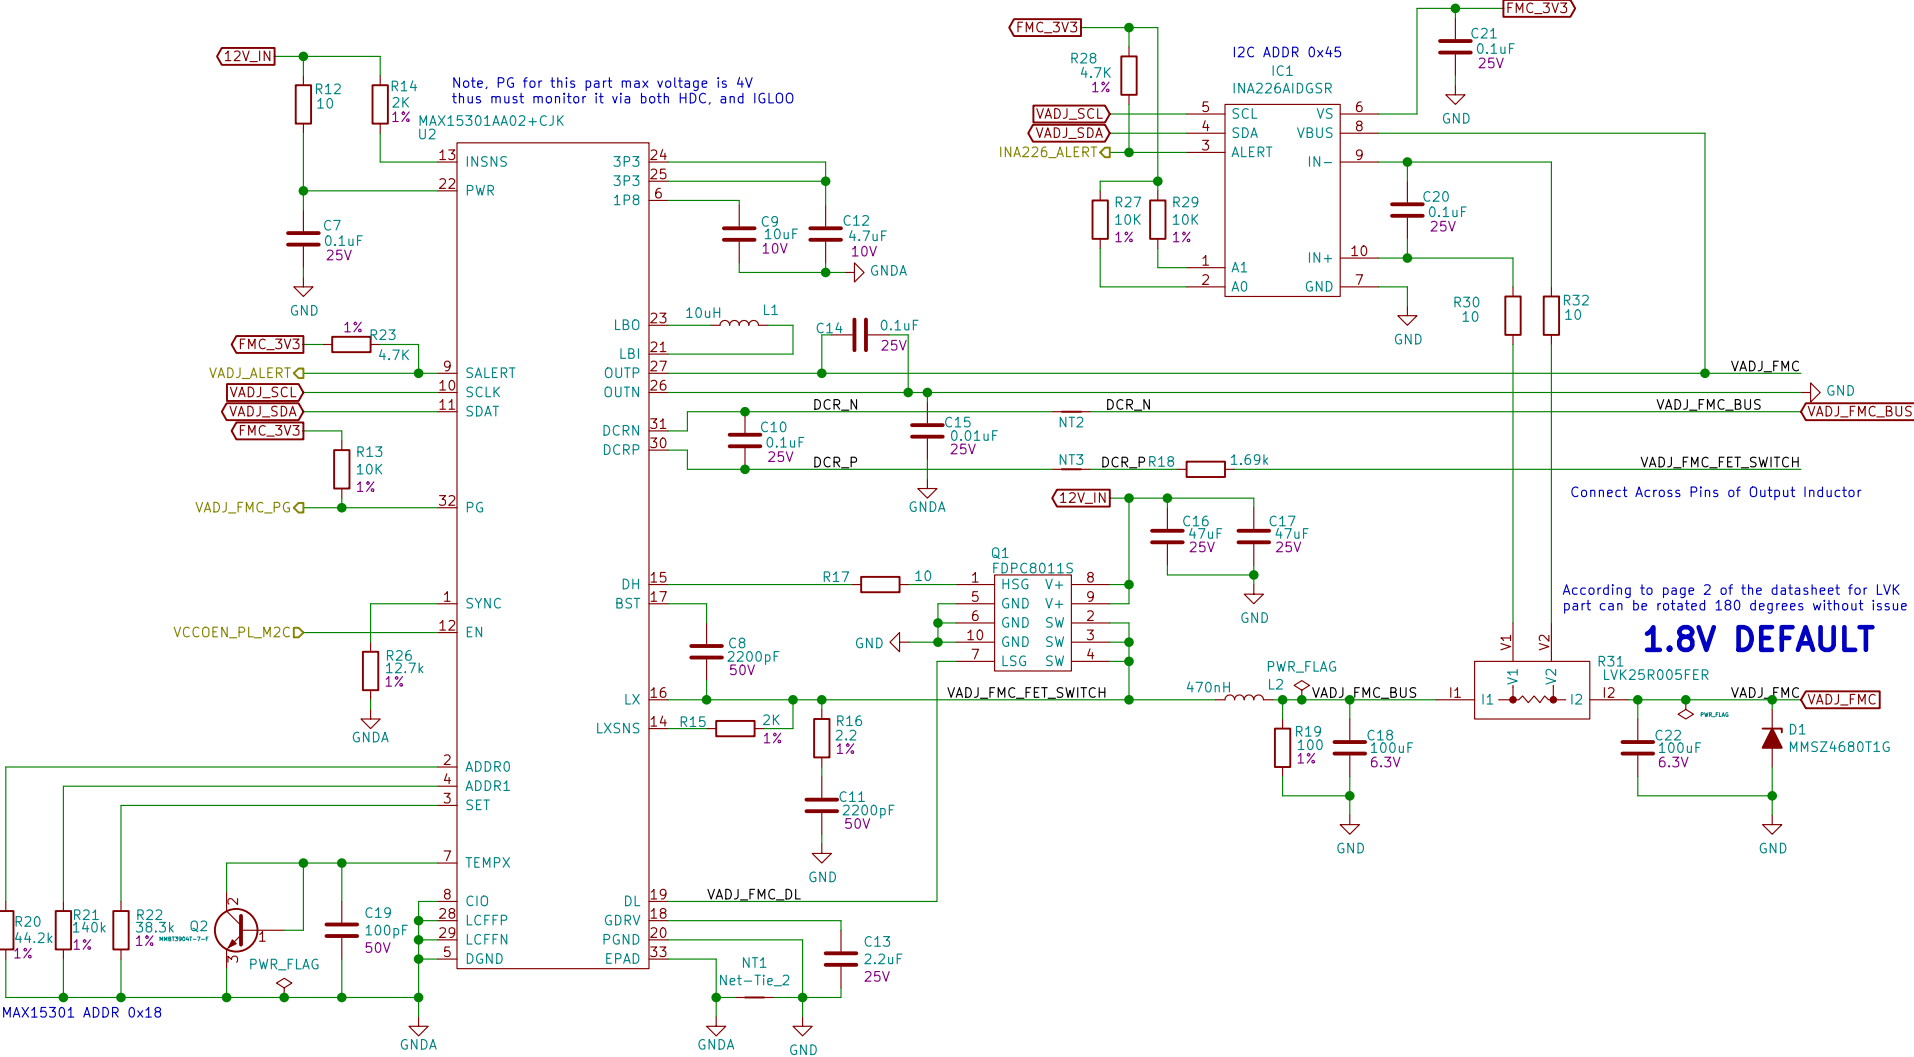 12V_IN
R12
10
R14
2K
1%
Note, PG for this part max voltage is 4V
thus must monitor it via both HDC, and IGLOO
MAX15301AA02+CJK
U2
13 INSNS
22 PWR
C7
0.1uF
25V
GND
FMC_3V3
1%
R23
4.7K
VADJ_ALERT
VADJ_SCL
VADJ_SDA
FMC_3V3
9 SALERT
10 SCLK
11 SDAT
R13
10K
1%
VADJ_FMC_PG
32 PG
1 SYNC
VCCOEN_PL_M2C
12 EN
R26
12.7k
1%
GNDA
2 ADDR0
4 ADDR1
3 SET
7 TEMPX
8 CIO
28 LCFFP
29 LCFFN
5 DGND
R20
44.2k
1%
R21
140k
1%
R22
38.3k
1%
Q2
MMBT3904T-7-F
2
1
3
PWR_FLAG
C19
100pF
50V
MAX15301 ADDR 0x18
GNDA
3P3 24
3P3 25
1P8 6
C9
10uF
10V
C12
4.7uF
10V
GNDA
LBO 23
LBI 21
OUTP 27
OUTN 26
10uH
L1
C14
0.1uF
25V
DCRN 31
DCRP 30
DCR_N
C10
0.1uF
25V
DCR_P
C15
0.01uF
25V
GNDA
NT2
DCR_N
NT3
DCR_P
R18
1.69k
VADJ_FMC
GND
VADJ_FMC_BUS
VADJ_FMC_BUS
VADJ_FMC_FET_SWITCH
Connect Across Pins of Output Inductor
FMC_3V3
R28
4.7K
1%
VADJ_SCL
VADJ_SDA
INA226_ALERT
I2C ADDR 0x45
IC1
INA226AIDGSR
5 SCL
4 SDA
3 ALERT
1 A1
2 A0
VS 6
VBUS 8
IN- 9
IN+ 10
GND 7
R27
10K
1%
R29
10K
1%
FMC_3V3
C21
0.1uF
25V
GND
C20
0.1uF
25V
GND
R30
10
R32
10
12V_IN
C16
47uF
25V
C17
47uF
25V
GND
Q1
FDPC8011S
1 HSG
5 GND
6 GND
10 GND
7 LSG
V+ 8
V+ 9
SW 2
SW 3
SW 4
GND
DH 15
BST 17
R17
10
C8
2200pF
50V
LX 16
LXSNS 14
R15
2K
1%
R16
2.2
1%
C11
2200pF
50V
GND
VADJ_FMC_FET_SWITCH
470nH
L2
PWR_FLAG
VADJ_FMC_BUS
R19
100
1%
C18
100uF
6.3V
GND
According to page 2 of the datasheet for LVK
part can be rotated 180 degrees without issue
1.8V DEFAULT
V1
V2
V1
V2
I1
I1
I2
I2
R31
LVK25R005FER
VADJ_FMC
VADJ_FMC
PWR_FLAG
C22
100uF
6.3V
D1
MMSZ4680T1G
GND
DL 19
GDRV 18
PGND 20
EPAD 33
VADJ_FMC_DL
C13
2.2uF
25V
NT1
Net-Tie_2
GNDA
GND